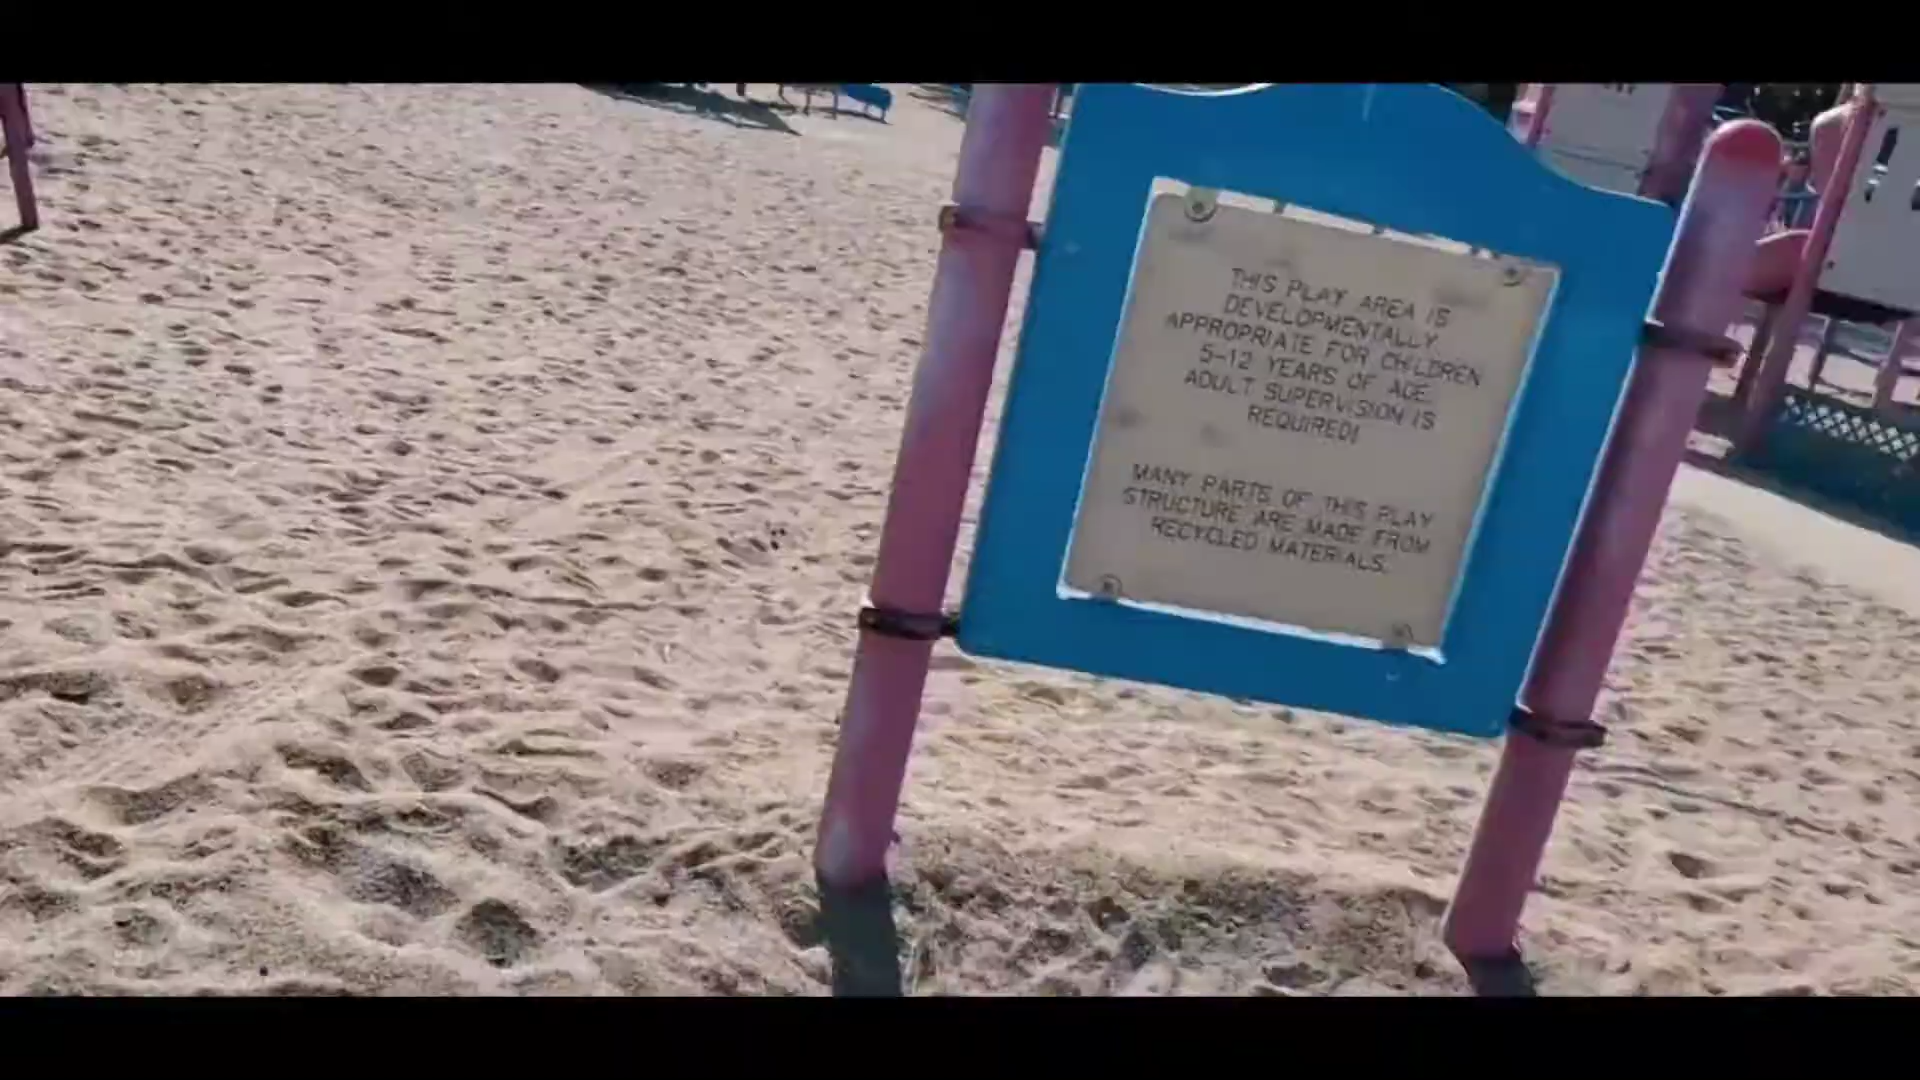 THIS PLAY AREA IS
DEVELOPMENTALLY
APPROPRIATE FOR CHILDREN
5-12 YEARS OF AGE.
ADULT SUPERVISION IS
REQUIRED!
MANY PARTS OF THIS PLAY
STRUCTURE ARE MADE FROM
RECYCLED MATERIALS.